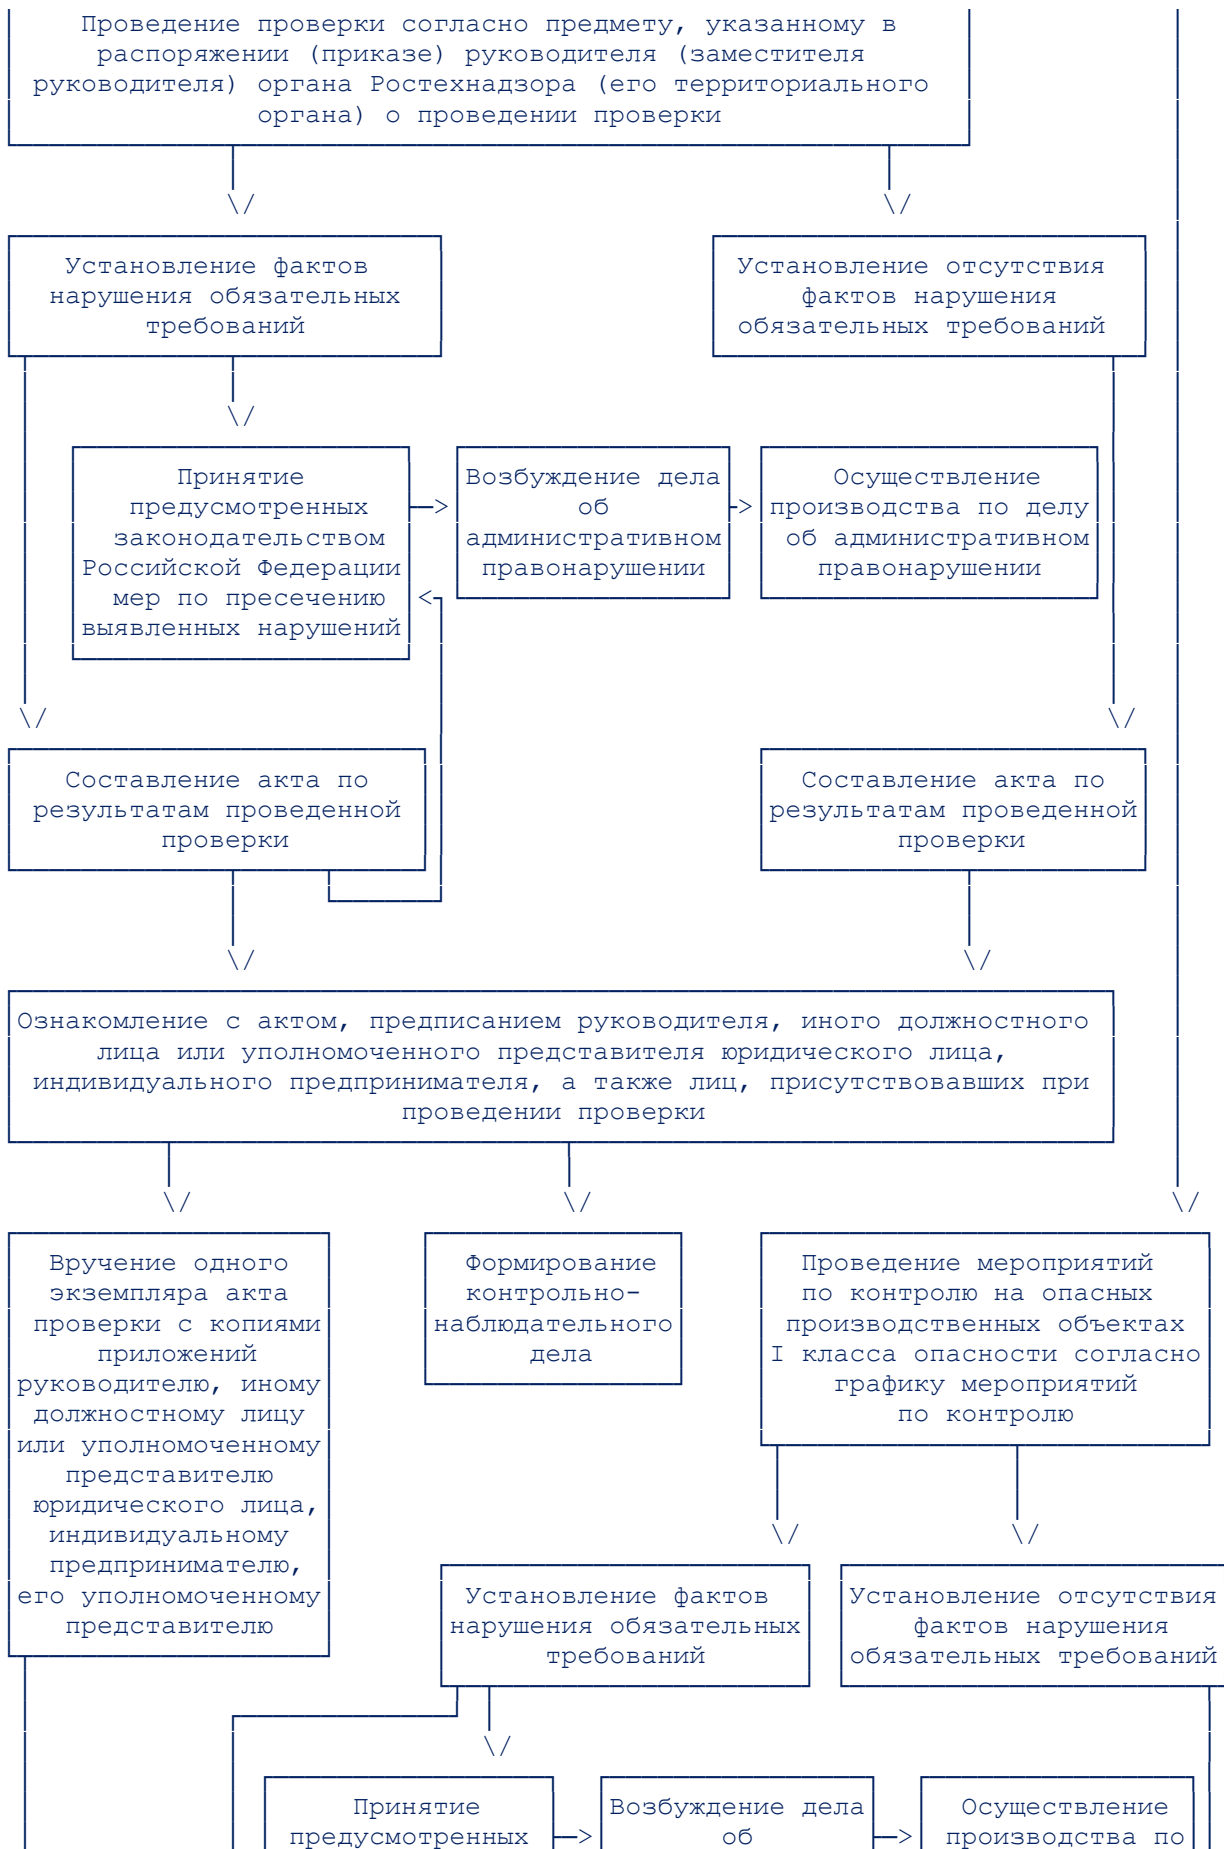 Проведение проверки согласно предмету, указанному в
распоряжении (приказе) руководителя (заместителя
руководителя) органа Ростехнадзора (его территориального
органа) о проведении проверки
Установление фактов
нарушения обязательных
требований
Установление отсутствия
фактов нарушения
обязательных требований
Принятие
предусмотренных
законодательством
Российской Федерации
мер по пресечению
выявленных нарушений
Возбуждение дела
об
административном
правонарушении
Осуществление
производства по делу
об административном
правонарушении
Составление акта по
результатам проведенной
проверки
Составление акта по
результатам проведенной
проверки
Ознакомление с актом, предписанием руководителя, иного должностного
лица или уполномоченного представителя юридического лица,
индивидуального предпринимателя, а также лиц, присутствовавших при
проведении проверки
Вручение одного
экземпляра акта
проверки с копиями
приложений
руководителю, иному
должностному лицу
или уполномоченному
представителю
юридического лица,
индивидуальному
предпринимателю,
его уполномоченному
представителю
Формирование
контрольно-
наблюдательного
дела
Проведение мероприятий
по контролю на опасных
производственных объектах
I класса опасности согласно
графику мероприятий
по контролю
Установление фактов
нарушения обязательных
требований
Установление отсутствия
фактов нарушения
обязательных требований
Принятие
предусмотренных
Возбуждение дела
об
Осуществление
производства по